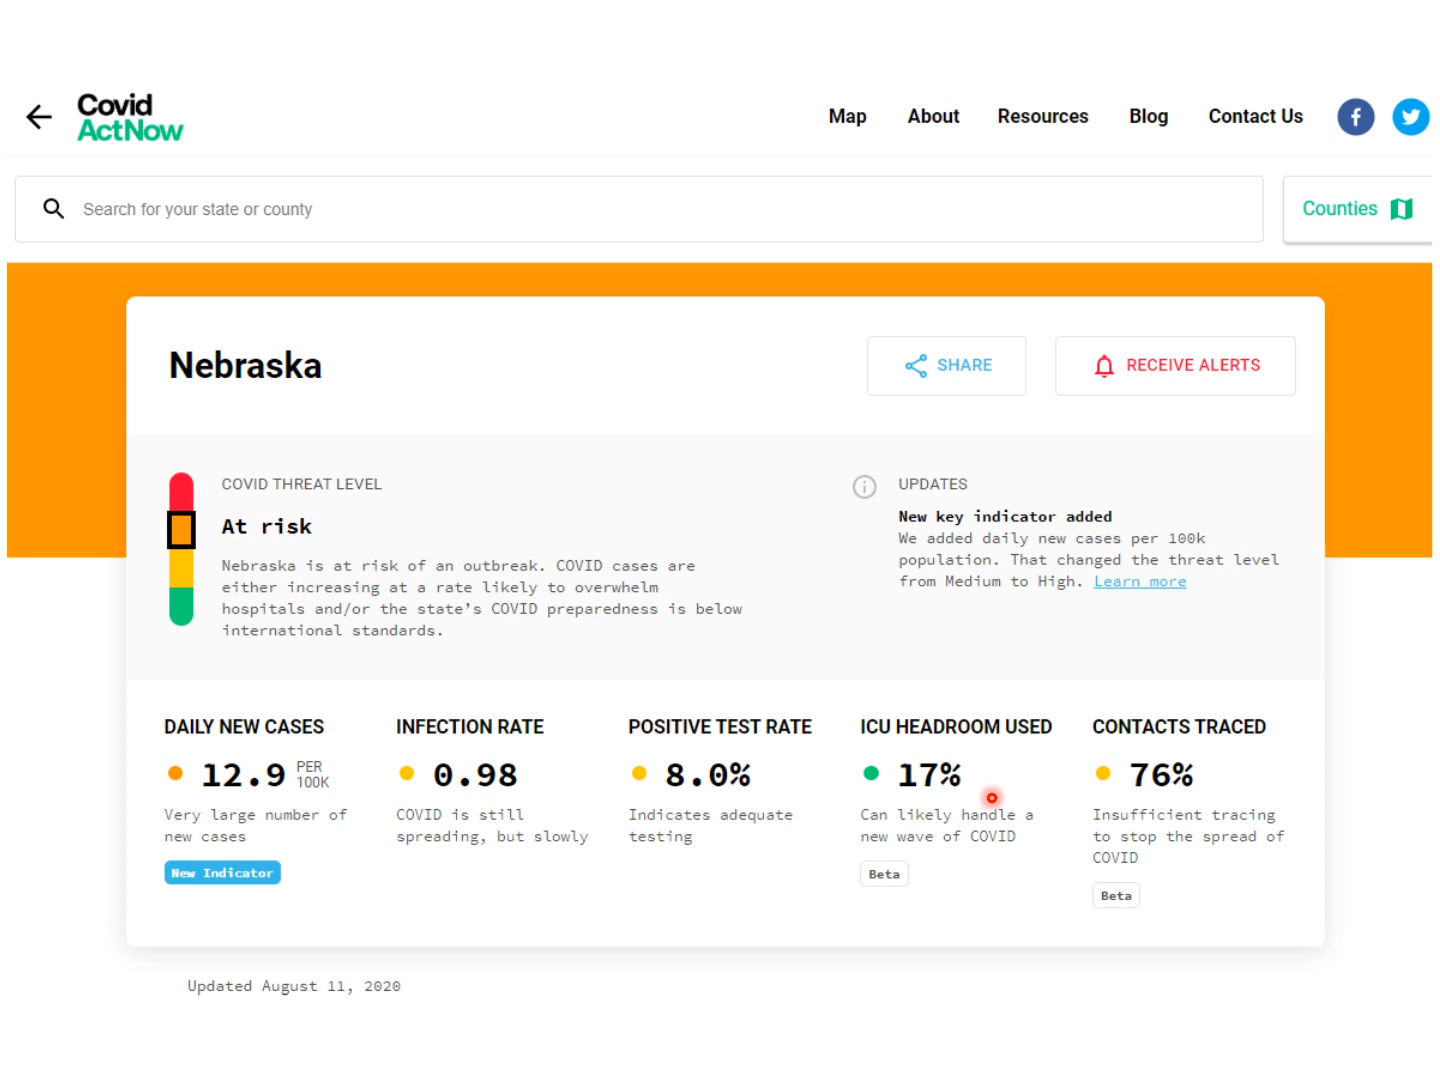 Covid
ActNow
Map About Resources Blog Contact Us
Search for your state or county
Counties
Nebraska
SHARE
RECEIVE ALERTS
COVID THREAT LEVEL
At risk
Nebraska is at risk of an outbreak. COVID cases are
either increasing at a rate likely to overwhelm
hospitals and/or the state’s COVID preparedness is below
international standards.
UPDATES
New key indicator added
We added daily new cases per 100k
population. That changed the threat level
from Medium to High. Learn more
DAILY NEW CASES
12.9 PER
100K
Very large number of
new cases
New Indicator
INFECTION RATE
0.98
COVID is still
spreading, but slowly
POSITIVE TEST RATE
8.0%
Indicates adequate
testing
ICU HEADROOM USED
17%
Can likely handle a
new wave of COVID
Beta
CONTACTS TRACED
76%
Insufficient tracing
to stop the spread of
COVID
Beta
Updated August 11, 2020